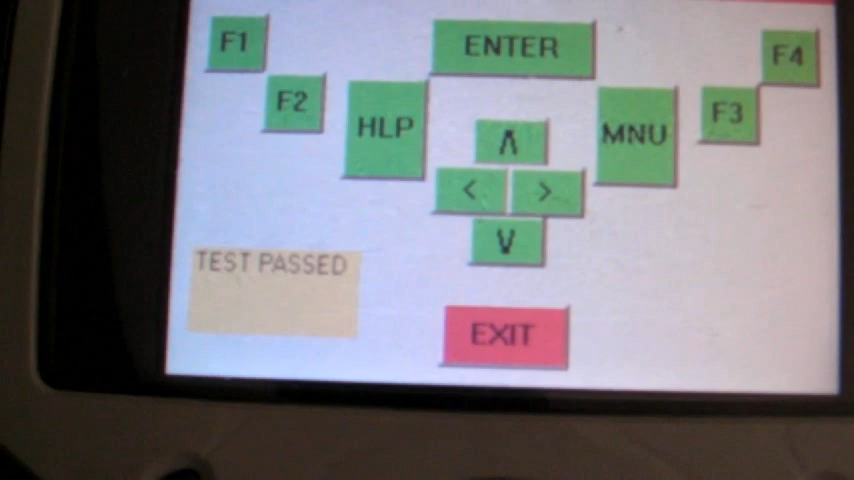 F1
ENTER
F4
F2
HLP
MNU
F3
Λ
<
>
V
TEST PASSED
EXIT